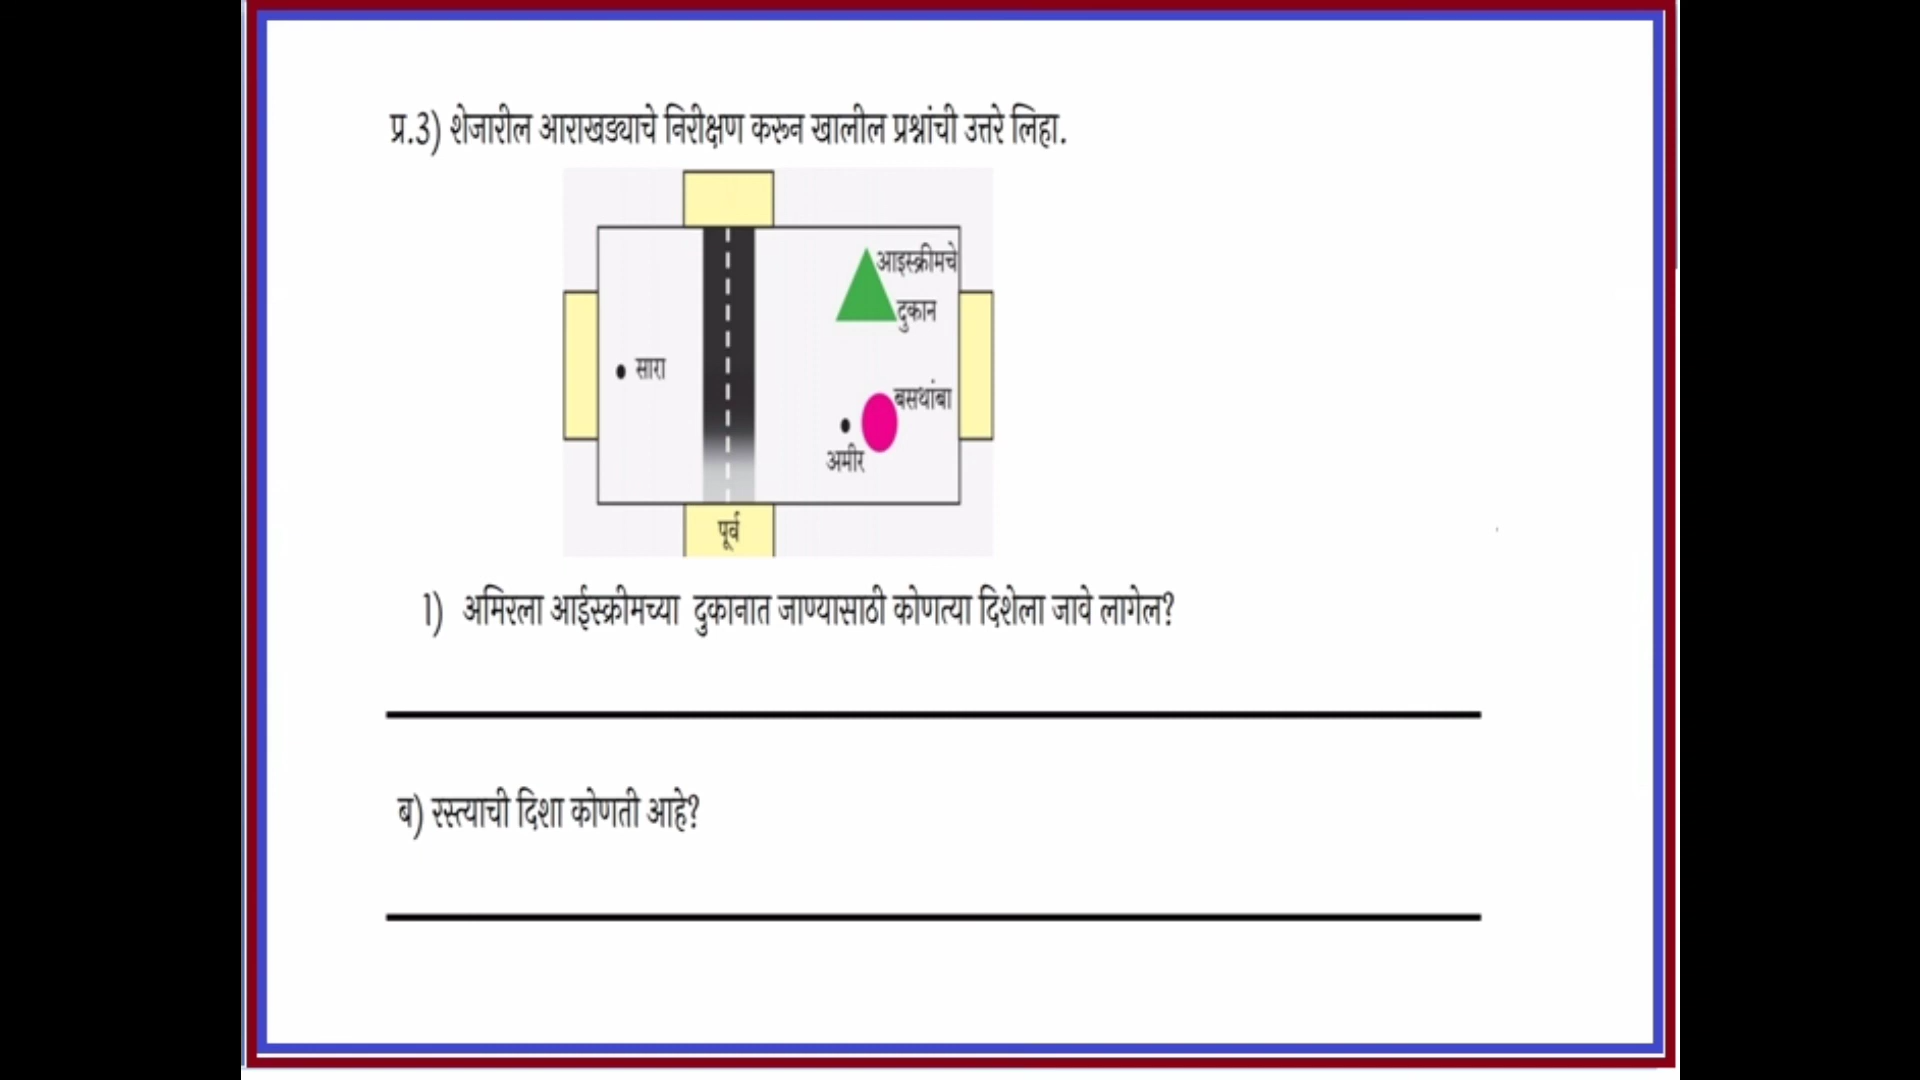 प्र.3) शेजारील आराखड्याचे निरीक्षण करून खालील प्रश्नांची उत्तरे लिहा.
आइस्क्रीमचे
दुकान
सारा
बसथांबा
अमीर
पूर्व
1) अमिरला आईस्क्रीमच्या दुकानात जाण्यासाठी कोणत्या दिशेला जावे लागेल?
ब) रस्त्याची दिशा कोणती आहे?